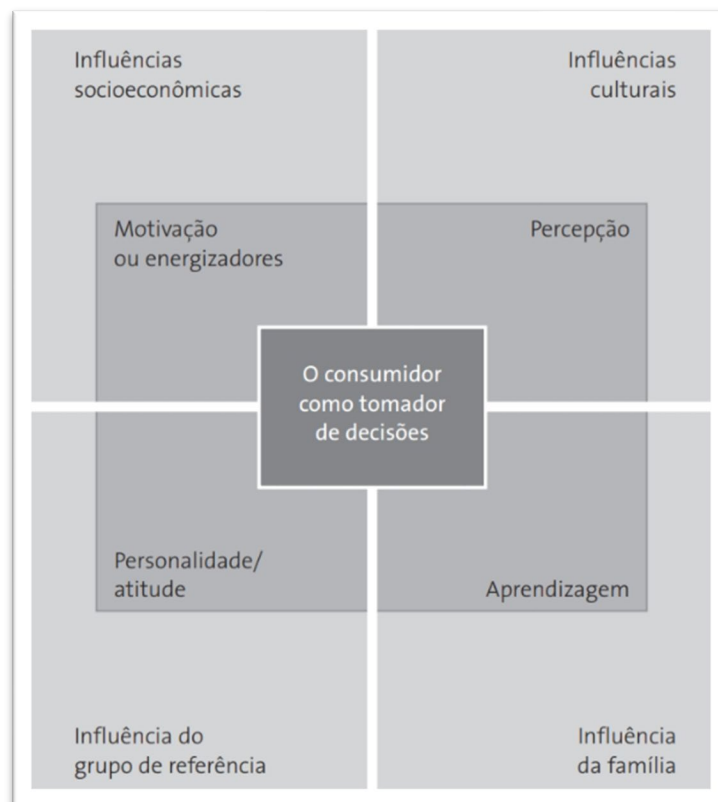 Influências
socioeconômicas
Influências
culturais
Motivação
ou energizadores
Percepção
O consumidor
como tomador
de decisões
Personalidade/
atitude
Aprendizagem
Influência do
grupo de referência
Influência
da família